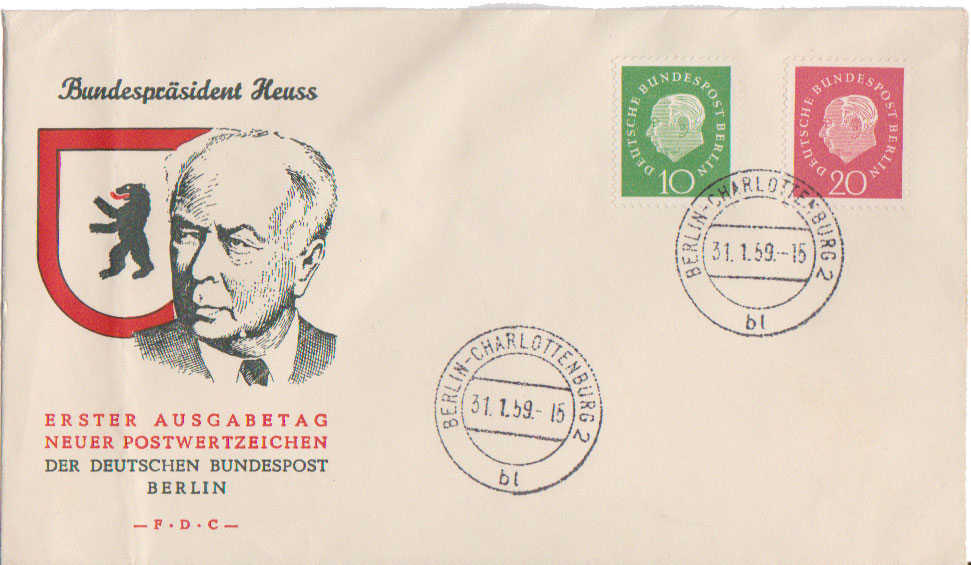 Bundespräsident Heuss
DEUTSCHE BUNDESPOST BERLIN
10
DEUTSCHE BUNDESPOST BERLIN
20
BERLIN-CHARLOTTENBURG 2
31.1.59.-15
bl
BERLIN-CHARLOTTENBURG 2
31.1.59.-15
bl
ERSTER AUSGABETAG
NEUER POSTWERTZEICHEN
DER DEUTSCHEN BUNDESPOST
BERLIN
— F · D · C —